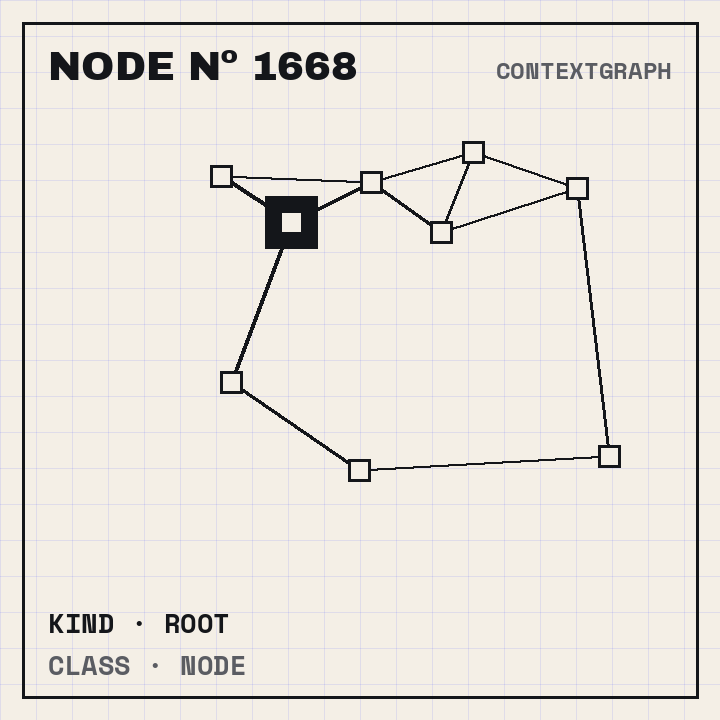 NODE Nº 1668
CONTEXTGRAPH
KIND · ROOT
CLASS · NODE